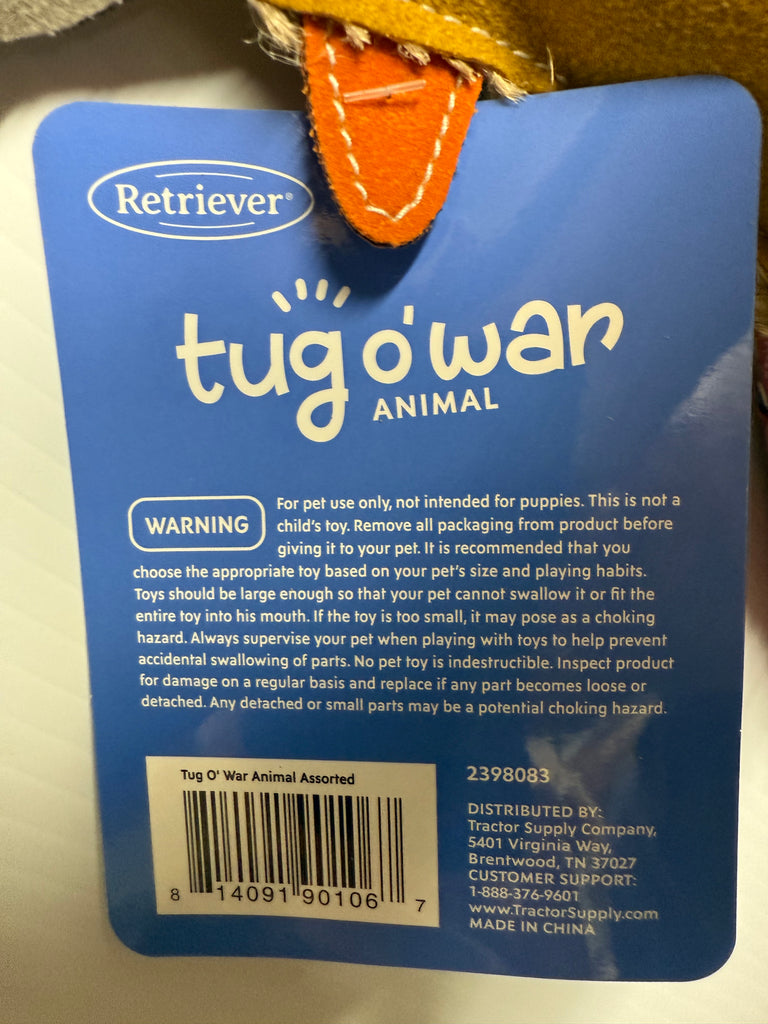 Retriever®
tug o' war
ANIMAL
WARNING
For pet use only, not intended for puppies. This is not a
child's toy. Remove all packaging from product before
giving it to your pet. It is recommended that you
choose the appropriate toy based on your pet's size and playing habits.
Toys should be large enough so that your pet cannot swallow it or fit the
entire toy into his mouth. If the toy is too small, it may pose as a choking
hazard. Always supervise your pet when playing with toys to help prevent
accidental swallowing of parts. No pet toy is indestructible. Inspect product
for damage on a regular basis and replace if any part becomes loose or
detached. Any detached or small parts may be a potential choking hazard.
Tug O' War Animal Assorted
8 14091 90106 7
2398083
DISTRIBUTED BY:
Tractor Supply Company,
5401 Virginia Way,
Brentwood, TN 37027
CUSTOMER SUPPORT:
1-888-376-9601
www.TractorSupply.com
MADE IN CHINA